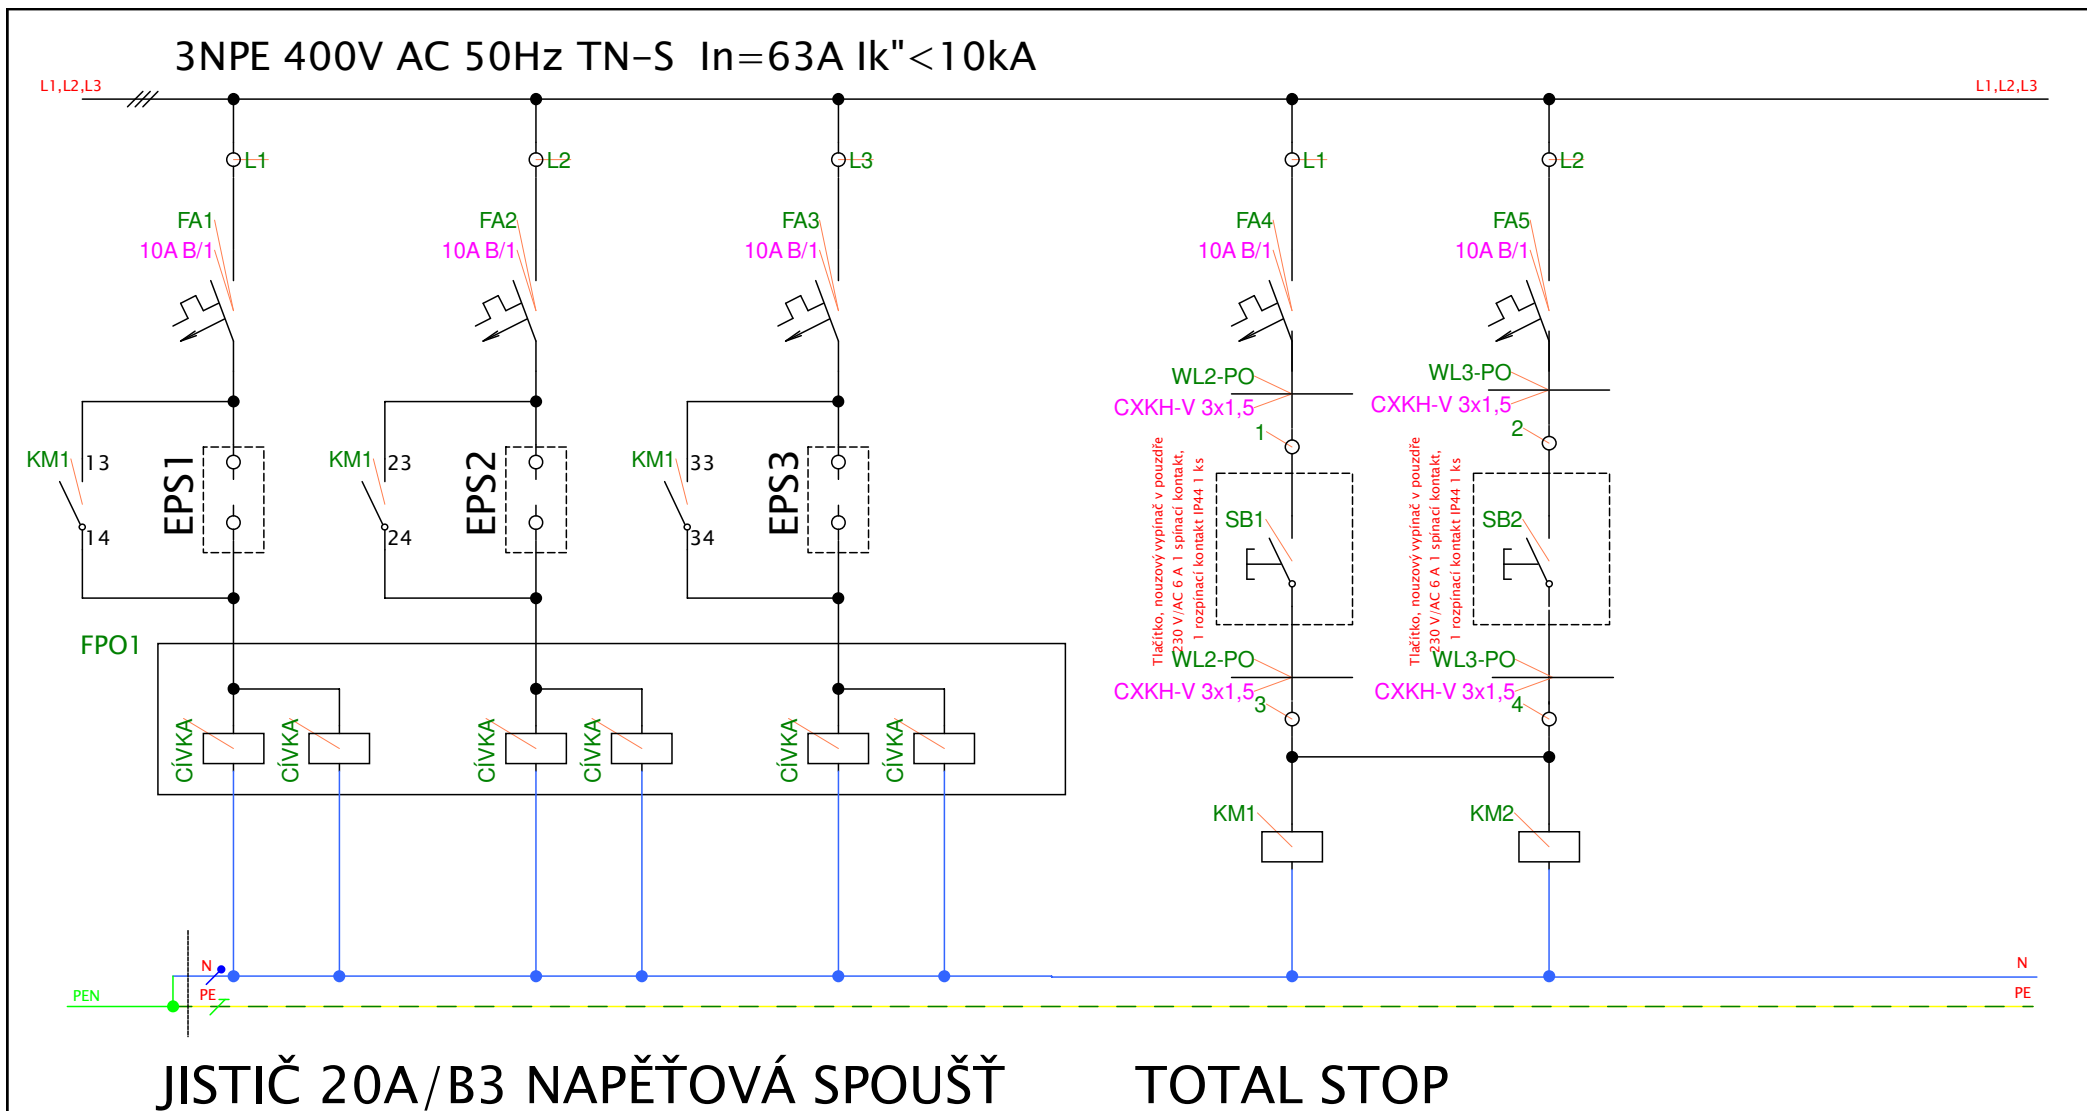 3NPE 400V AC 50Hz TN-S In=63A Ik"<10kA
L1,L2,L3
L1,L2,L3
L1
L2
L3
L1
L2
FA1
10A B/1
FA2
10A B/1
FA3
10A B/1
FA4
10A B/1
FA5
10A B/1
WL2-PO
CXKH-V 3x1,5
1
WL3-PO
CXKH-V 3x1,5
2
KM1
13
14
EPS1
KM1
23
24
EPS2
KM1
33
34
EPS3
Tlačítko, nouzový vypínač v pouzdře
230 V/AC 6 A 1 spínací kontakt,
1 rozpínací kontakt IP44 1 ks
SB1
Tlačítko, nouzový vypínač v pouzdře
230 V/AC 6 A 1 spínací kontakt,
1 rozpínací kontakt IP44 1 ks
SB2
FPO1
WL2-PO
CXKH-V 3x1,5
3
WL3-PO
CXKH-V 3x1,5
4
CÍVKA
CÍVKA
CÍVKA
CÍVKA
CÍVKA
CÍVKA
KM1
KM2
N
N
PEN
PE
PE
JISTIČ 20A/B3 NAPĚŤOVÁ SPOUŠŤ
TOTAL STOP